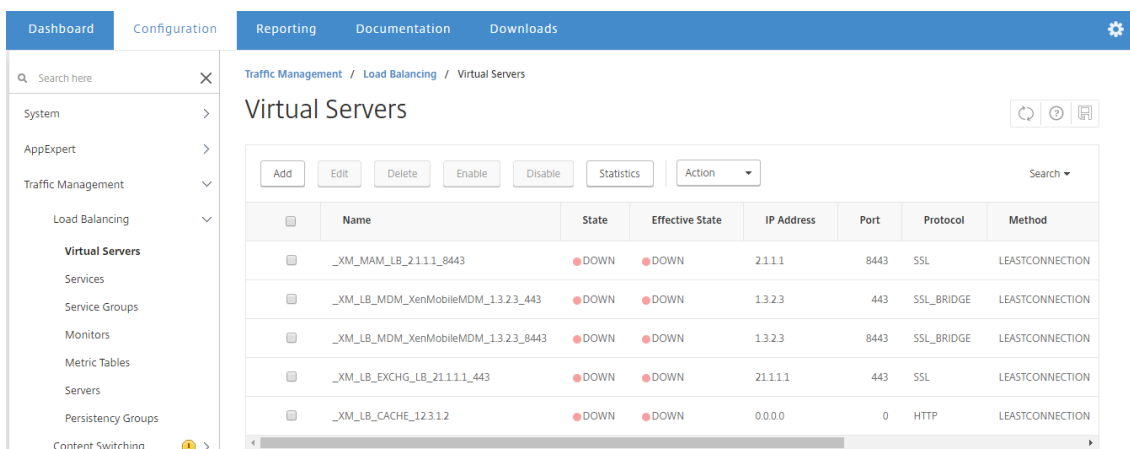 Dashboard Configuration Reporting Documentation Downloads
Search here
System
AppExpert
Traffic Management
Load Balancing
Virtual Servers
Services
Service Groups
Monitors
Metric Tables
Servers
Persistency Groups
Content Switching
Traffic Management / Load Balancing / Virtual Servers
Virtual Servers
Add Edit Delete Enable Disable Statistics Action Search
Name State Effective State IP Address Port Protocol Method
_XM_MAM_LB_2.1.1.1_8443 DOWN DOWN 2.1.1.1 8443 SSL LEASTCONNECTION
_XM_LB_MDM_XenMobileMDM_1.3.2.3_443 DOWN DOWN 1.3.2.3 443 SSL_BRIDGE LEASTCONNECTION
_XM_LB_MDM_XenMobileMDM_1.3.2.3_8443 DOWN DOWN 1.3.2.3 8443 SSL_BRIDGE LEASTCONNECTION
_XM_LB_EXCHG_LB_21.1.1.1_443 DOWN DOWN 21.1.1.1 443 SSL LEASTCONNECTION
_XM_LB_CACHE_12.3.1.2 DOWN DOWN 0.0.0.0 0 HTTP LEASTCONNECTION